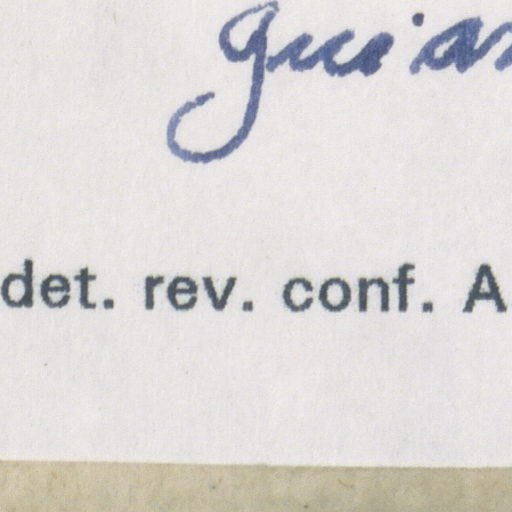 det. rev. conf. A